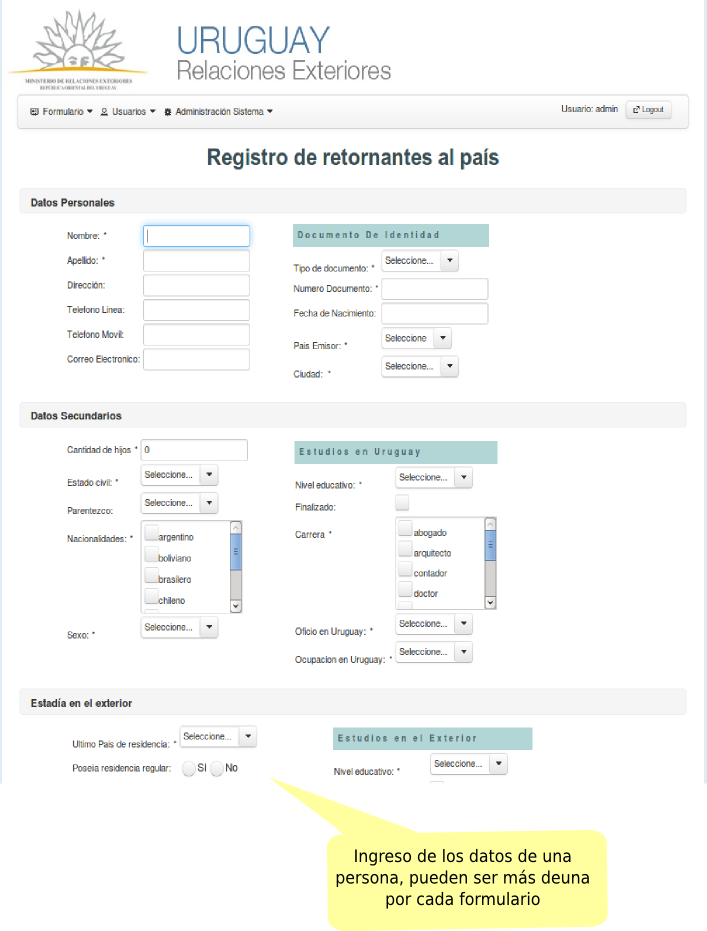 URUGUAY
Relaciones Exteriores
MINISTERIO DE RELACIONES EXTERIORES
REPÚBLICA ORIENTAL DEL URUGUAY
Formulario Usuarios Administración Sistema Usuario: admin Logout
Registro de retornantes al país
Datos Personales
Nombre: *
Apellido: *
Dirección:
Telefono Linea:
Telefono Movil:
Correo Electronico:
Documento De Identidad
Tipo de documento: * Seleccione...
Numero Documento: *
Fecha de Nacimiento:
Pais Emisor: * Seleccione
Ciudad: * Seleccione...
Datos Secundarios
Cantidad de hijos * 0
Estado civil: * Seleccione...
Parentezco: Seleccione...
Nacionalidades: * argentino
boliviano
brasilero
chileno
Sexo: * Seleccione...
Estudios en Uruguay
Nivel educativo: * Seleccione...
Finalizado:
Carrera * abogado
arquitecto
contador
doctor
Oficio en Uruguay: * Seleccione...
Ocupacion en Uruguay: * Seleccione...
Estadía en el exterior
Ultimo Pais de residencia: * Seleccione...
Poseia residencia regular: SI No
Estudios en el Exterior
Nivel educativo: * Seleccione...
Ingreso de los datos de una
persona, pueden ser más deuna
por cada formulario